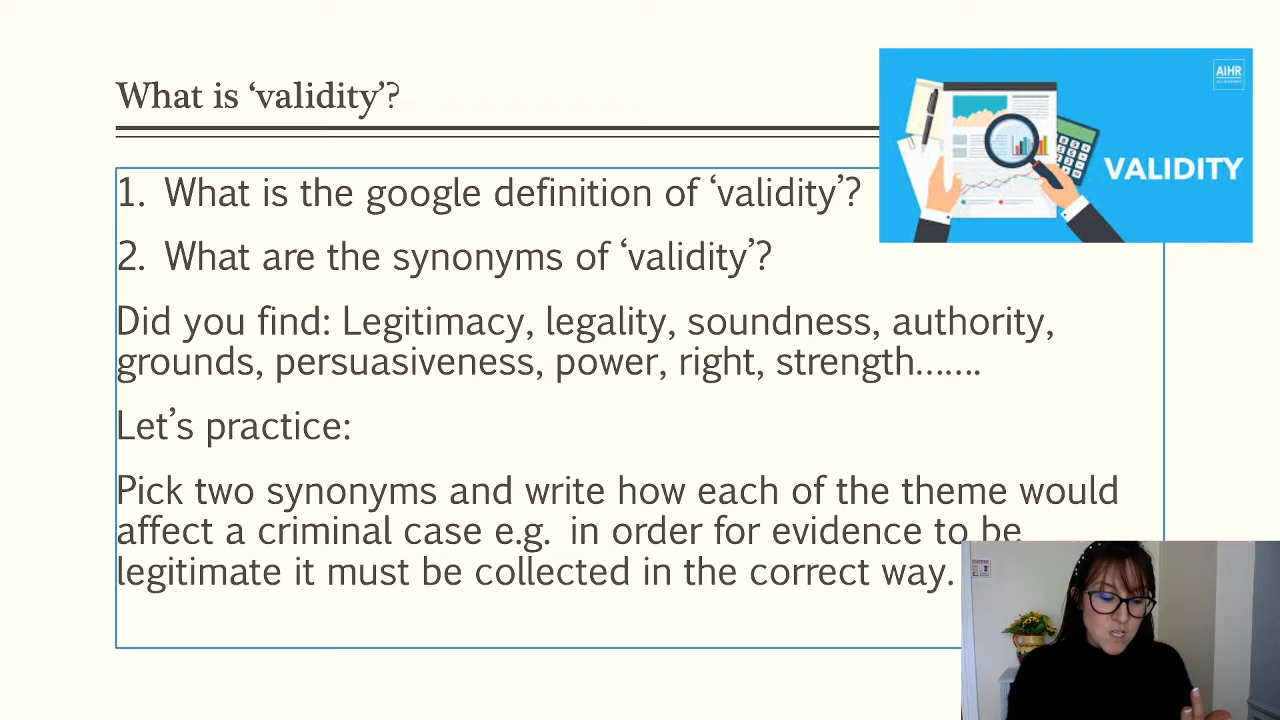 What is ‘validity’?
AIHR
VALIDITY
1. What is the google definition of ‘validity’?
2. What are the synonyms of ‘validity’?
Did you find: Legitimacy, legality, soundness, authority,
grounds, persuasiveness, power, right, strength…….
Let’s practice:
Pick two synonyms and write how each of the theme would
affect a criminal case e.g. in order for evidence to be
legitimate it must be collected in the correct way.